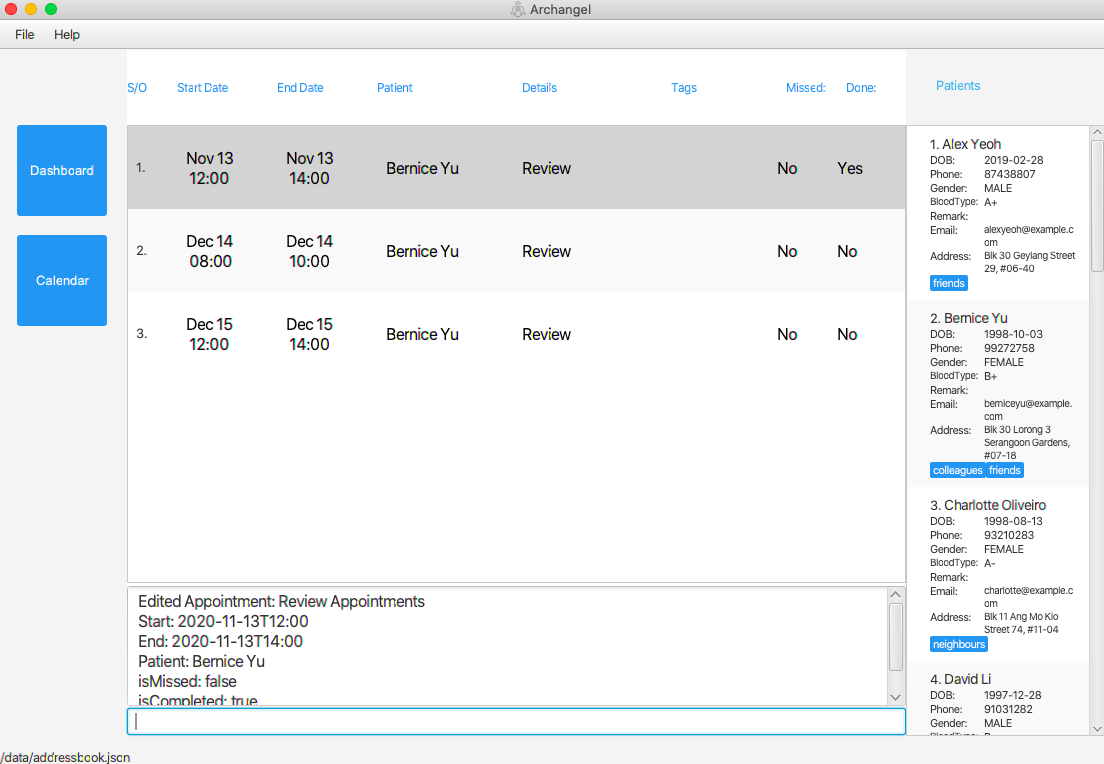 Archangel
File Help
S/O Start Date End Date Patient Details Tags Missed: Done:
Patients
Dashboard
Calendar
1. Nov 13 12:00 Nov 13 14:00 Bernice Yu Review No Yes
2. Dec 14 08:00 Dec 14 10:00 Bernice Yu Review No No
3. Dec 15 12:00 Dec 15 14:00 Bernice Yu Review No No
Edited Appointment: Review Appointments
Start: 2020-11-13T12:00
End: 2020-11-13T14:00
Patient: Bernice Yu
isMissed: false
isCompleted: true
1. Alex Yeoh
DOB: 2019-02-28
Phone: 87438807
Gender: MALE
BloodType: A+
Remark:
Email: alexyeoh@example.c
om
Address: Blk 30 Geylang Street
29, #06-40
friends
2. Bernice Yu
DOB: 1998-10-03
Phone: 99272758
Gender: FEMALE
BloodType: B+
Remark:
Email: berniceyu@example.
com
Address: Blk 30 Lorong 3
Serangoon Gardens,
#07-18
colleagues friends
3. Charlotte Oliveiro
DOB: 1998-08-13
Phone: 93210283
Gender: FEMALE
BloodType: A-
Remark:
Email: charlotte@example.c
om
Address: Blk 11 Ang Mo Kio
Street 74, #11-04
neighbours
4. David Li
DOB: 1997-12-28
Phone: 91031282
Gender: MALE
BloodType:
/data/addressbook.json